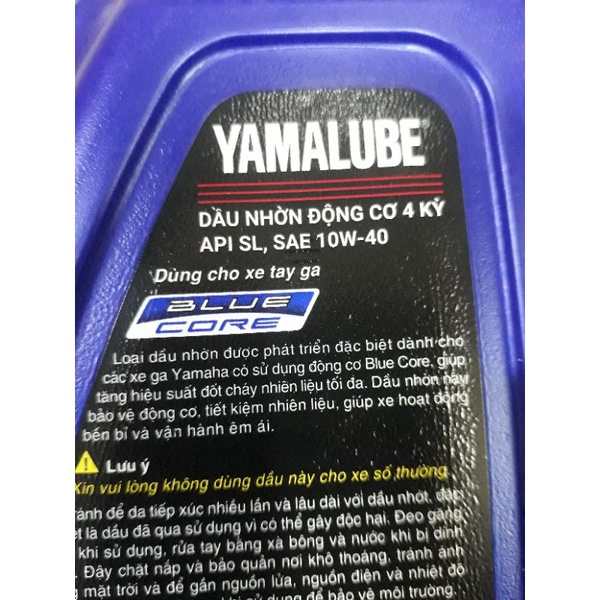 YAMALUBE
DẦU NHỜN ĐỘNG CƠ 4 KỲ
API SL, SAE 10W-40
Dùng cho xe tay ga
BLUE
CORE
Loại dầu nhờn được phát triển đặc biệt dành cho
các xe ga Yamaha có sử dụng động cơ Blue Core, giúp
tăng hiệu suất đốt cháy nhiên liệu tối đa. Dầu nhờn này
bảo vệ động cơ, tiết kiệm nhiên liệu, giúp xe hoạt động
bền bỉ và vận hành êm ái.
Lưu ý
Xin vui lòng không dùng dầu này cho xe số thường.
ránh để da tiếp xúc nhiều lần và lâu dài với dầu nhớt, đặc
ệt là dầu đã qua sử dụng vì có thể gây độc hại. Đeo găng
khi sử dụng, rửa tay bằng xà bông và nước khi bị dính
. Đậy chặt nắp và bảo quản nơi khô thoáng, tránh ánh
mặt trời và để gần nguồn lửa, nguồn điện và nhiệt độ
để bảo vệ môi trường.